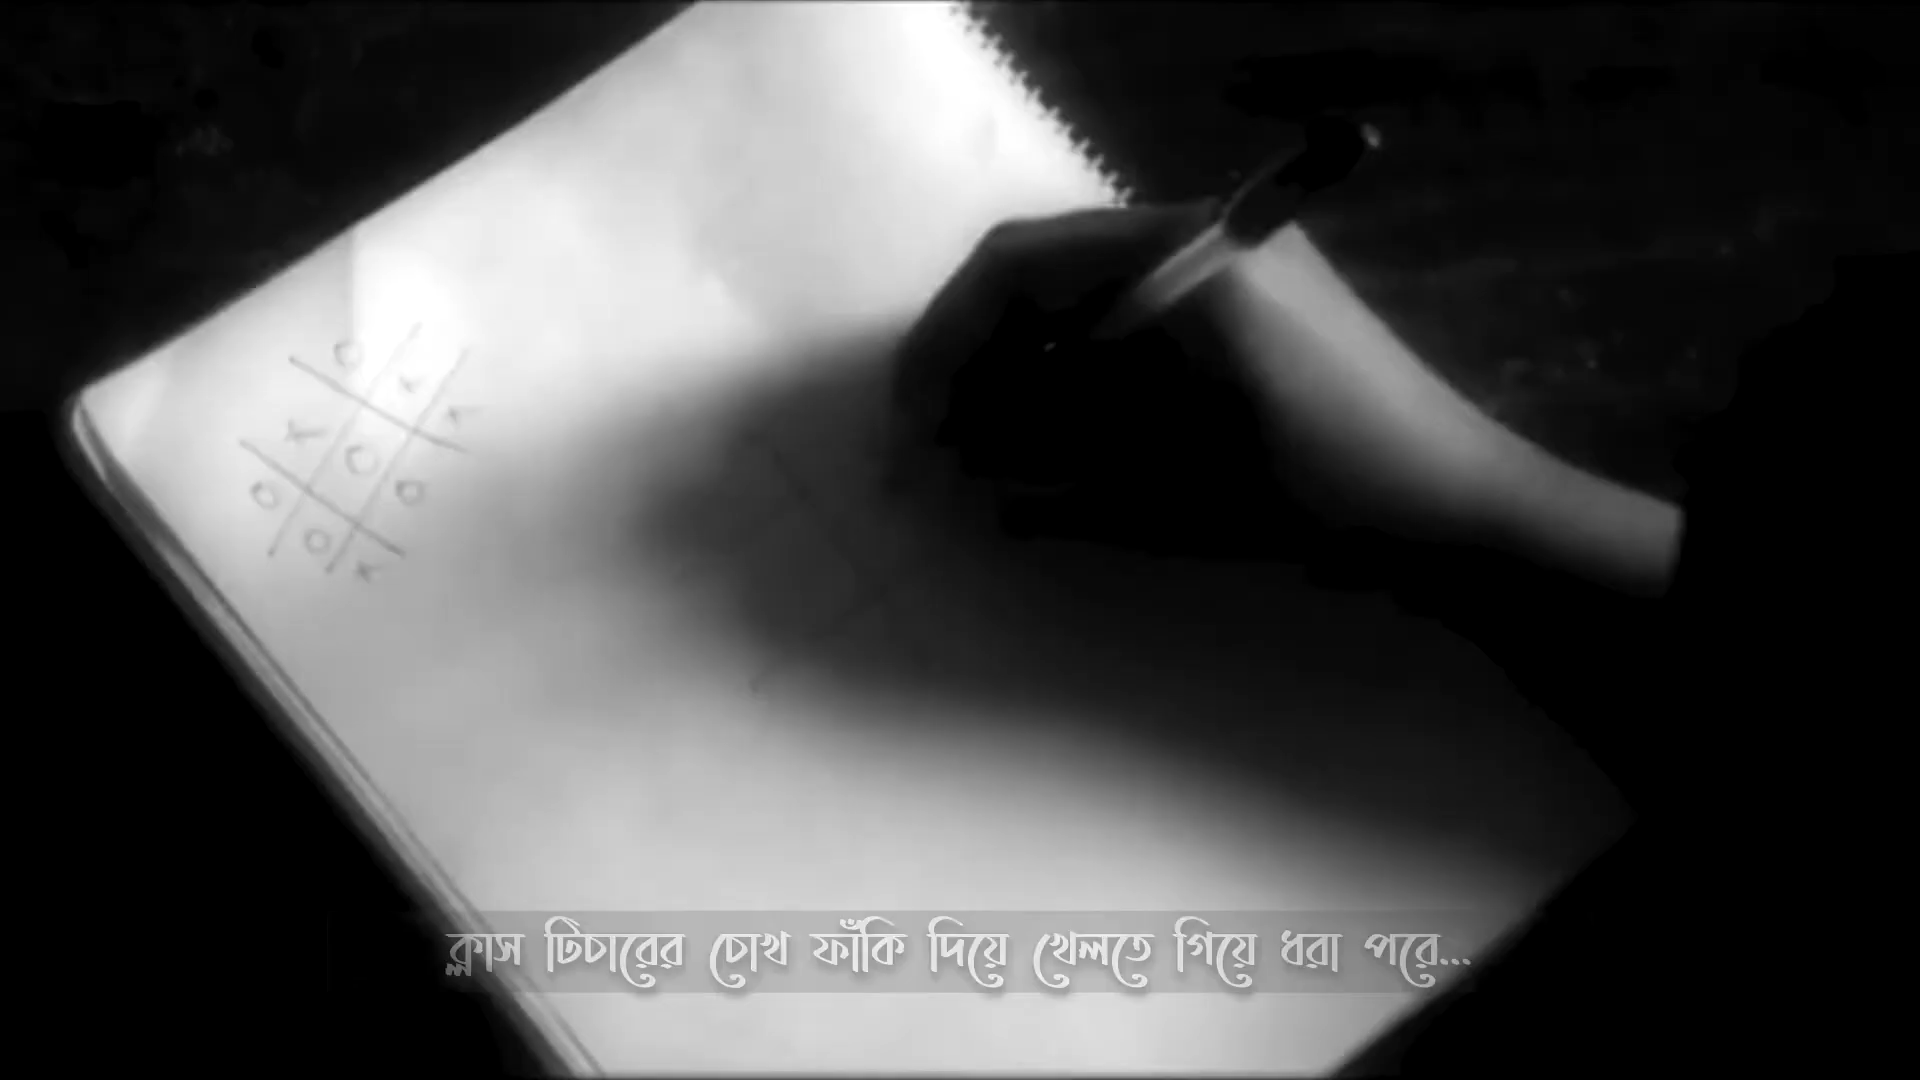 O X X
X O O
O O X
ক্লাস টিচারের চোখ ফাঁকি দিয়ে খেলতে গিয়ে ধরা পরে...